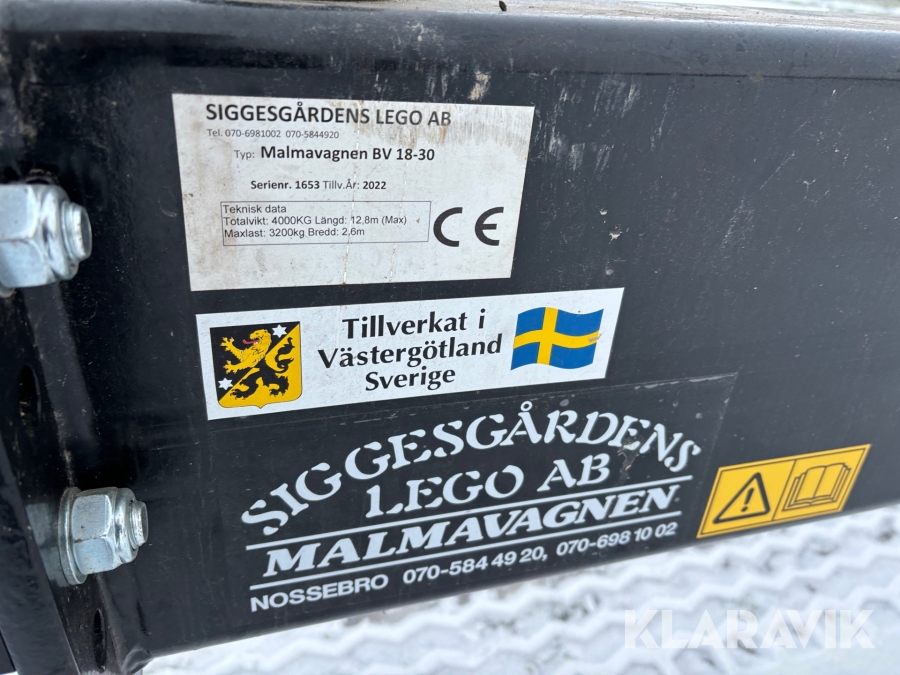 SIGGESGÅRDENS LEGO AB
Tel. 070-6981002 070-5844920
Typ: Malmavagnen BV 18-30
Serienr. 1653 Tillv.År: 2022
Teknisk data
Totalvikt: 4000KG Längd: 12,8m (Max)
Maxlast: 3200kg Bredd: 2,6m
CE
Tillverkat i
Västergötland
Sverige
SIGGESGÅRDENS
LEGO AB
MALMAVAGNEN
NOSSEBRO 070-584 49 20, 070-698 10 02
KLARAVIK